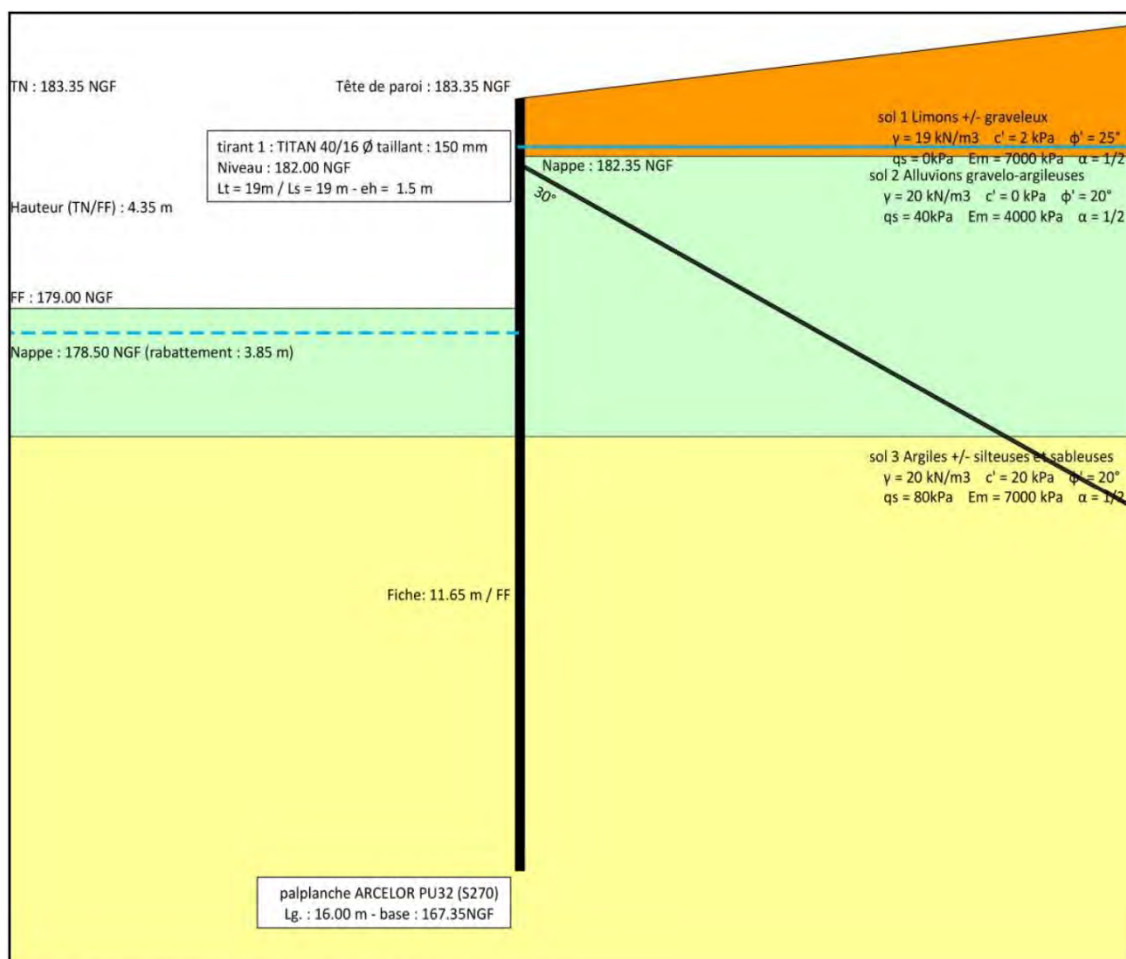 TN : 183.35 NGF
Tête de paroi : 183.35 NGF
sol 1 Limons +/- graveleux
γ = 19 kN/m3 c' = 2 kPa ϕ' = 25°
qs = 0kPa Em = 7000 kPa α = 1/2
tirant 1 : TITAN 40/16 Ø taillant : 150 mm
Niveau : 182.00 NGF
Lt = 19m / Ls = 19 m - eh = 1.5 m
Nappe : 182.35 NGF
30°
sol 2 Alluvions gravelo-argileuses
γ = 20 kN/m3 c' = 0 kPa ϕ' = 20°
qs = 40kPa Em = 4000 kPa α = 1/2
Hauteur (TN/FF) : 4.35 m
FF : 179.00 NGF
Nappe : 178.50 NGF (rabattement : 3.85 m)
sol 3 Argiles +/- silteuses et sableuses
γ = 20 kN/m3 c' = 20 kPa ϕ' = 20°
qs = 80kPa Em = 7000 kPa α = 1/2
Fiche: 11.65 m / FF
palplanche ARCELOR PU32 (S270)
Lg. : 16.00 m - base : 167.35NGF